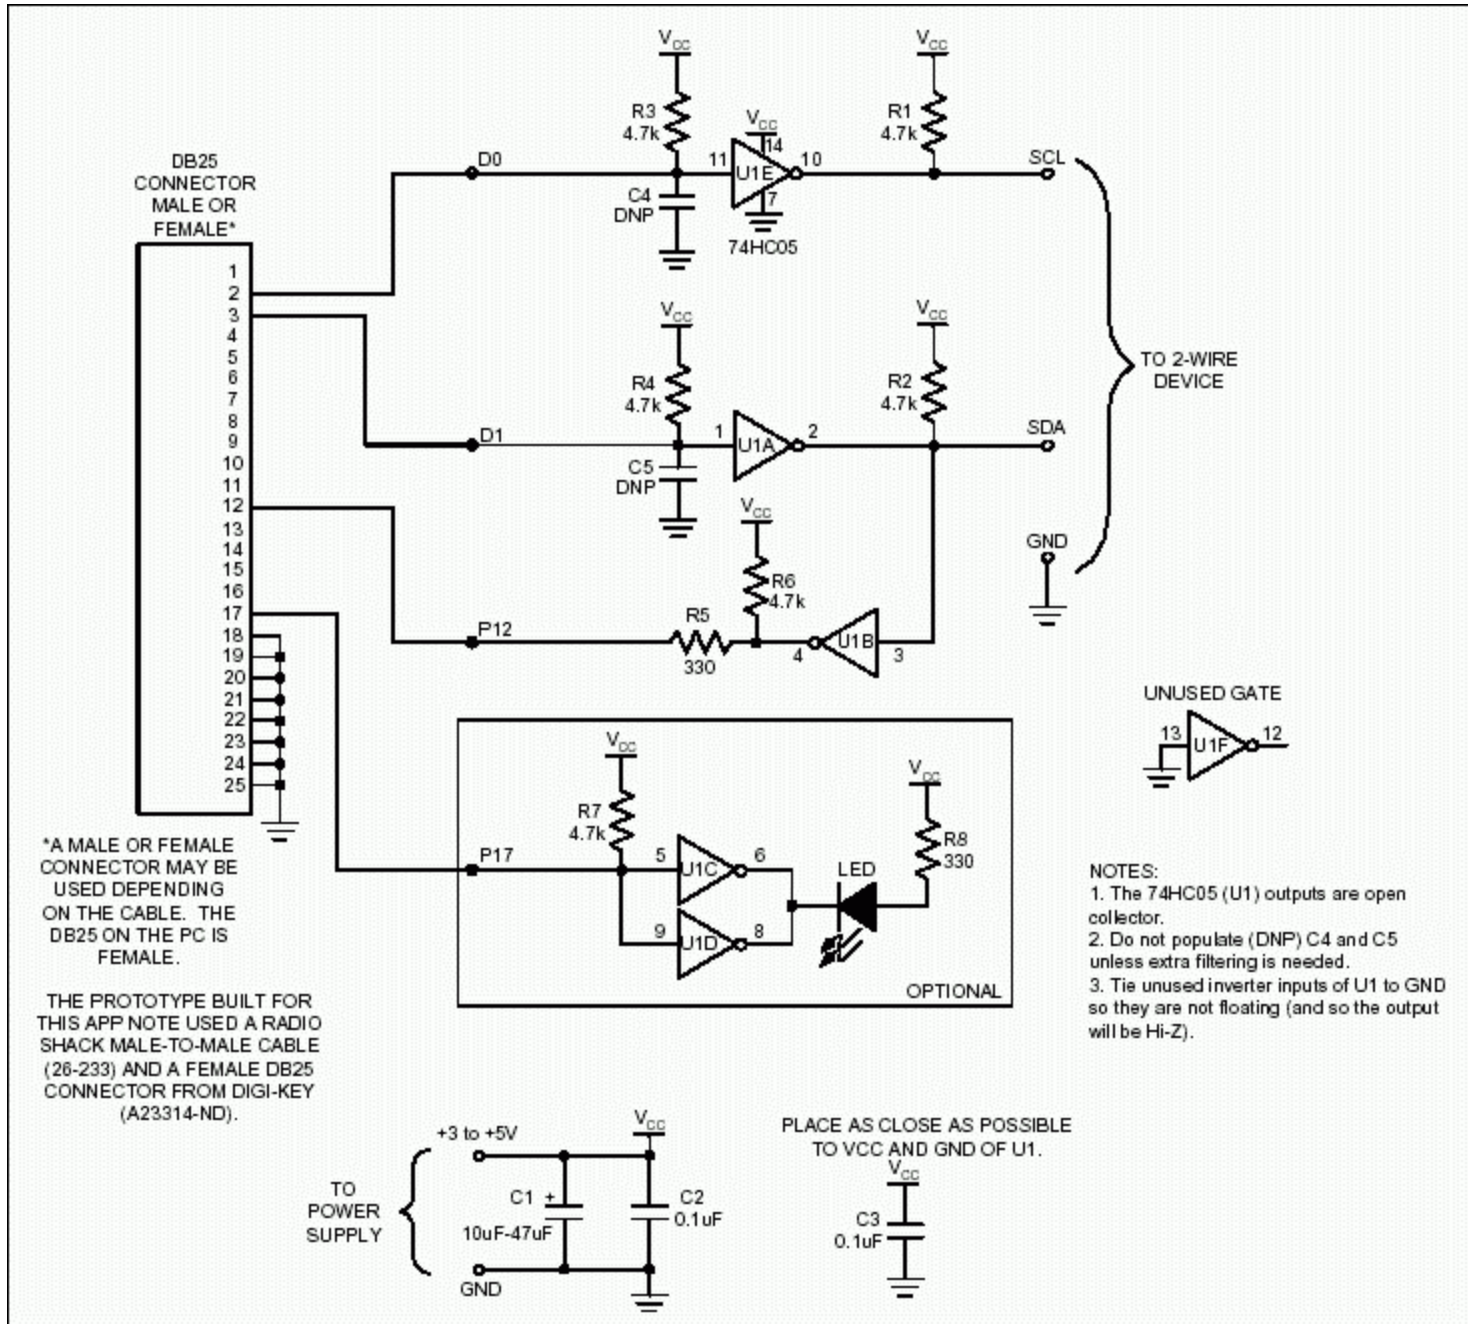 DB25
CONNECTOR
MALE OR
FEMALE*
1
2
3
4
5
6
7
8
9
10
11
12
13
14
15
16
17
18
19
20
21
22
23
24
25
*A MALE OR FEMALE
CONNECTOR MAY BE
USED DEPENDING
ON THE CABLE. THE
DB25 ON THE PC IS
FEMALE.
THE PROTOTYPE BUILT FOR
THIS APP NOTE USED A RADIO
SHACK MALE-TO-MALE CABLE
(26-233) AND A FEMALE DB25
CONNECTOR FROM DIGI-KEY
(A23314-ND).
D0
VCC
R3
4.7k
C4
DNP
11
VCC
14
U1E
7
10
74HC05
VCC
R1
4.7k
SCL
D1
VCC
R4
4.7k
C5
DNP
1
U1A
2
VCC
R2
4.7k
SDA
TO 2-WIRE
DEVICE
GND
P12
R5
330
VCC
R6
4.7k
4
U1B
3
UNUSED GATE
13
U1F
12
P17
VCC
R7
4.7k
5
U1C
6
9
U1D
8
LED
VCC
R8
330
OPTIONAL
NOTES:
1. The 74HC05 (U1) outputs are open
collector.
2. Do not populate (DNP) C4 and C5
unless extra filtering is needed.
3. Tie unused inverter inputs of U1 to GND
so they are not floating (and so the output
will be Hi-Z).
TO
POWER
SUPPLY
+3 to +5V
GND
C1
+
10uF-47uF
VCC
C2
0.1uF
PLACE AS CLOSE AS POSSIBLE
TO VCC AND GND OF U1.
VCC
C3
0.1uF